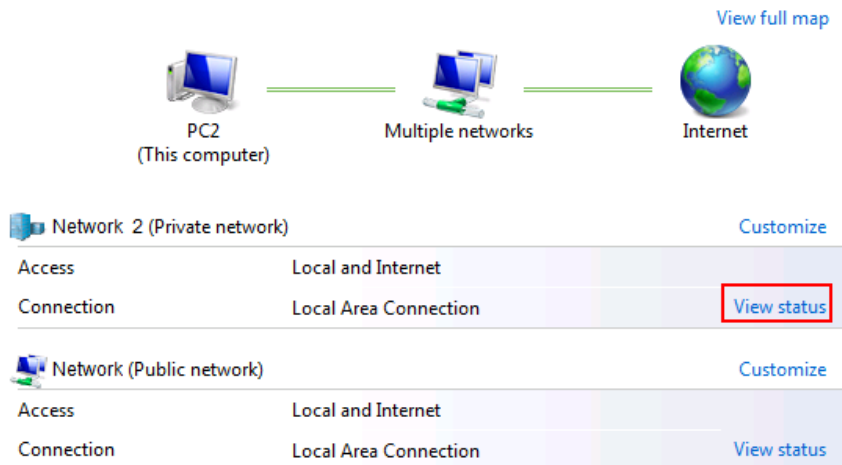 View full map
PC2 Multiple networks Internet
(This computer)
Network 2 (Private network) Customize
Access Local and Internet
Connection Local Area Connection View status
Network (Public network) Customize
Access Local and Internet
Connection Local Area Connection View status